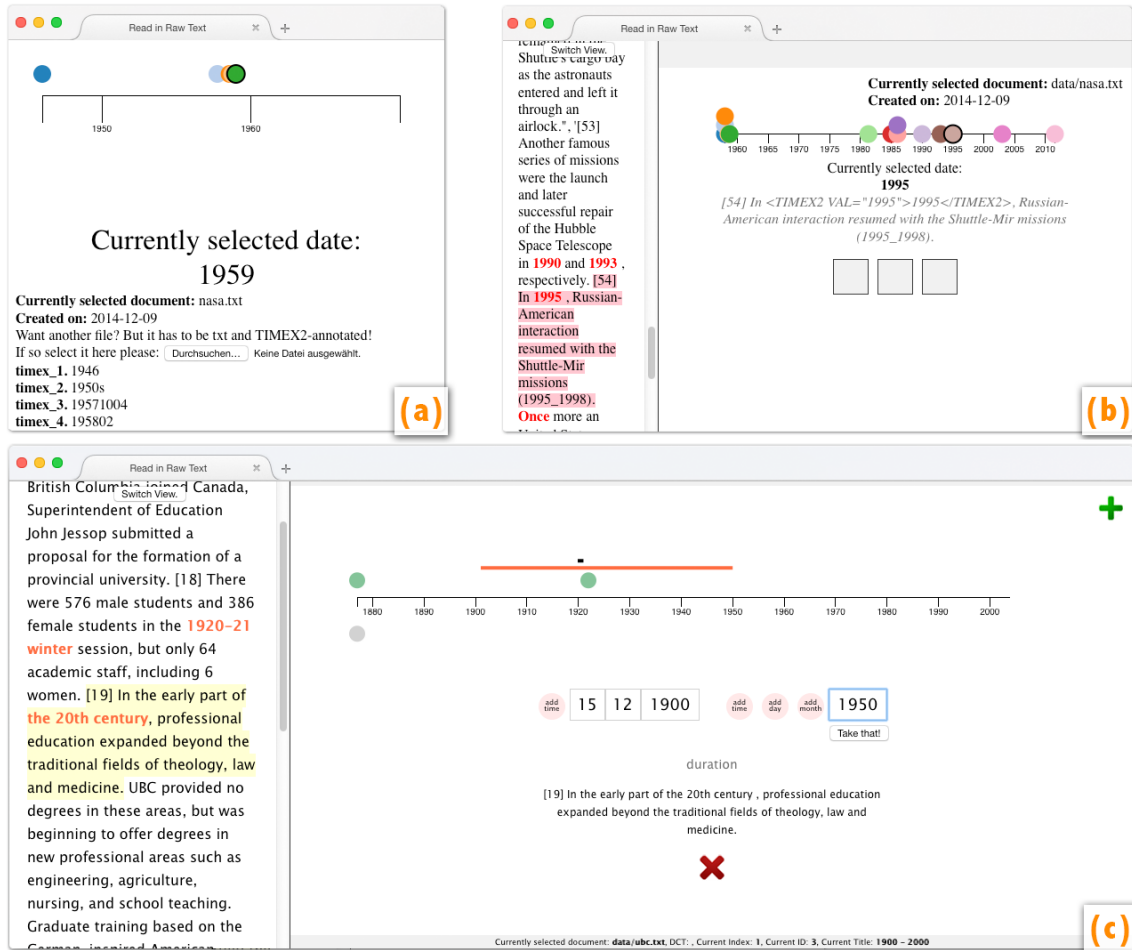 Read in Raw Text
1950
1960
Currently selected date:
1959
Currently selected document: nasa.txt
Created on: 2014-12-09
Want another file? But it has to be txt and TIMEX2-annotated!
If so select it here please: Durchsuchen... Keine Datei ausgewählt.
timex_1. 1946
timex_2. 1950s
timex_3. 19571004
timex_4. 195802
(a)
Read in Raw Text
Switch View.
Shuttle's cargo bay
as the astronauts
entered and left it
through an
airlock.", '[53]
Another famous
series of missions
were the launch
and later
successful repair
of the Hubble
Space Telescope
in 1990 and 1993 ,
respectively. [54]
In 1995 , Russian-
American
interaction
resumed with the
Shuttle-Mir
missions
(1995_1998).
Once more an
Currently selected document: data/nasa.txt
Created on: 2014-12-09
1960 1965 1970 1975 1980 1985 1990 1995 2000 2005 2010
Currently selected date:
1995
[54] In <TIMEX2 VAL="1995">1995</TIMEX2>, Russian-
American interaction resumed with the Shuttle-Mir missions
(1995_1998).
(b)
Read in Raw Text
British Columbia joined Canada,
Switch View.
Superintendent of Education
John Jessop submitted a
proposal for the formation of a
provincial university. [18] There
were 576 male students and 386
female students in the 1920-21
winter session, but only 64
academic staff, including 6
women. [19] In the early part of
the 20th century, professional
education expanded beyond the
traditional fields of theology, law
and medicine. UBC provided no
degrees in these areas, but was
beginning to offer degrees in
new professional areas such as
engineering, agriculture,
nursing, and school teaching.
Graduate training based on the
German-inspired American
1880 1890 1900 1910 1920 1930 1940 1950 1960 1970 1980 1990 2000
add time 15 12 1900 add time add day add month 1950
Take that!
duration
[19] In the early part of the 20th century , professional education
expanded beyond the traditional fields of theology, law and
medicine.
Currently selected document: data/ubc.txt, DCT: , Current Index: 1, Current ID: 3, Current Title: 1900 - 2000
(c)